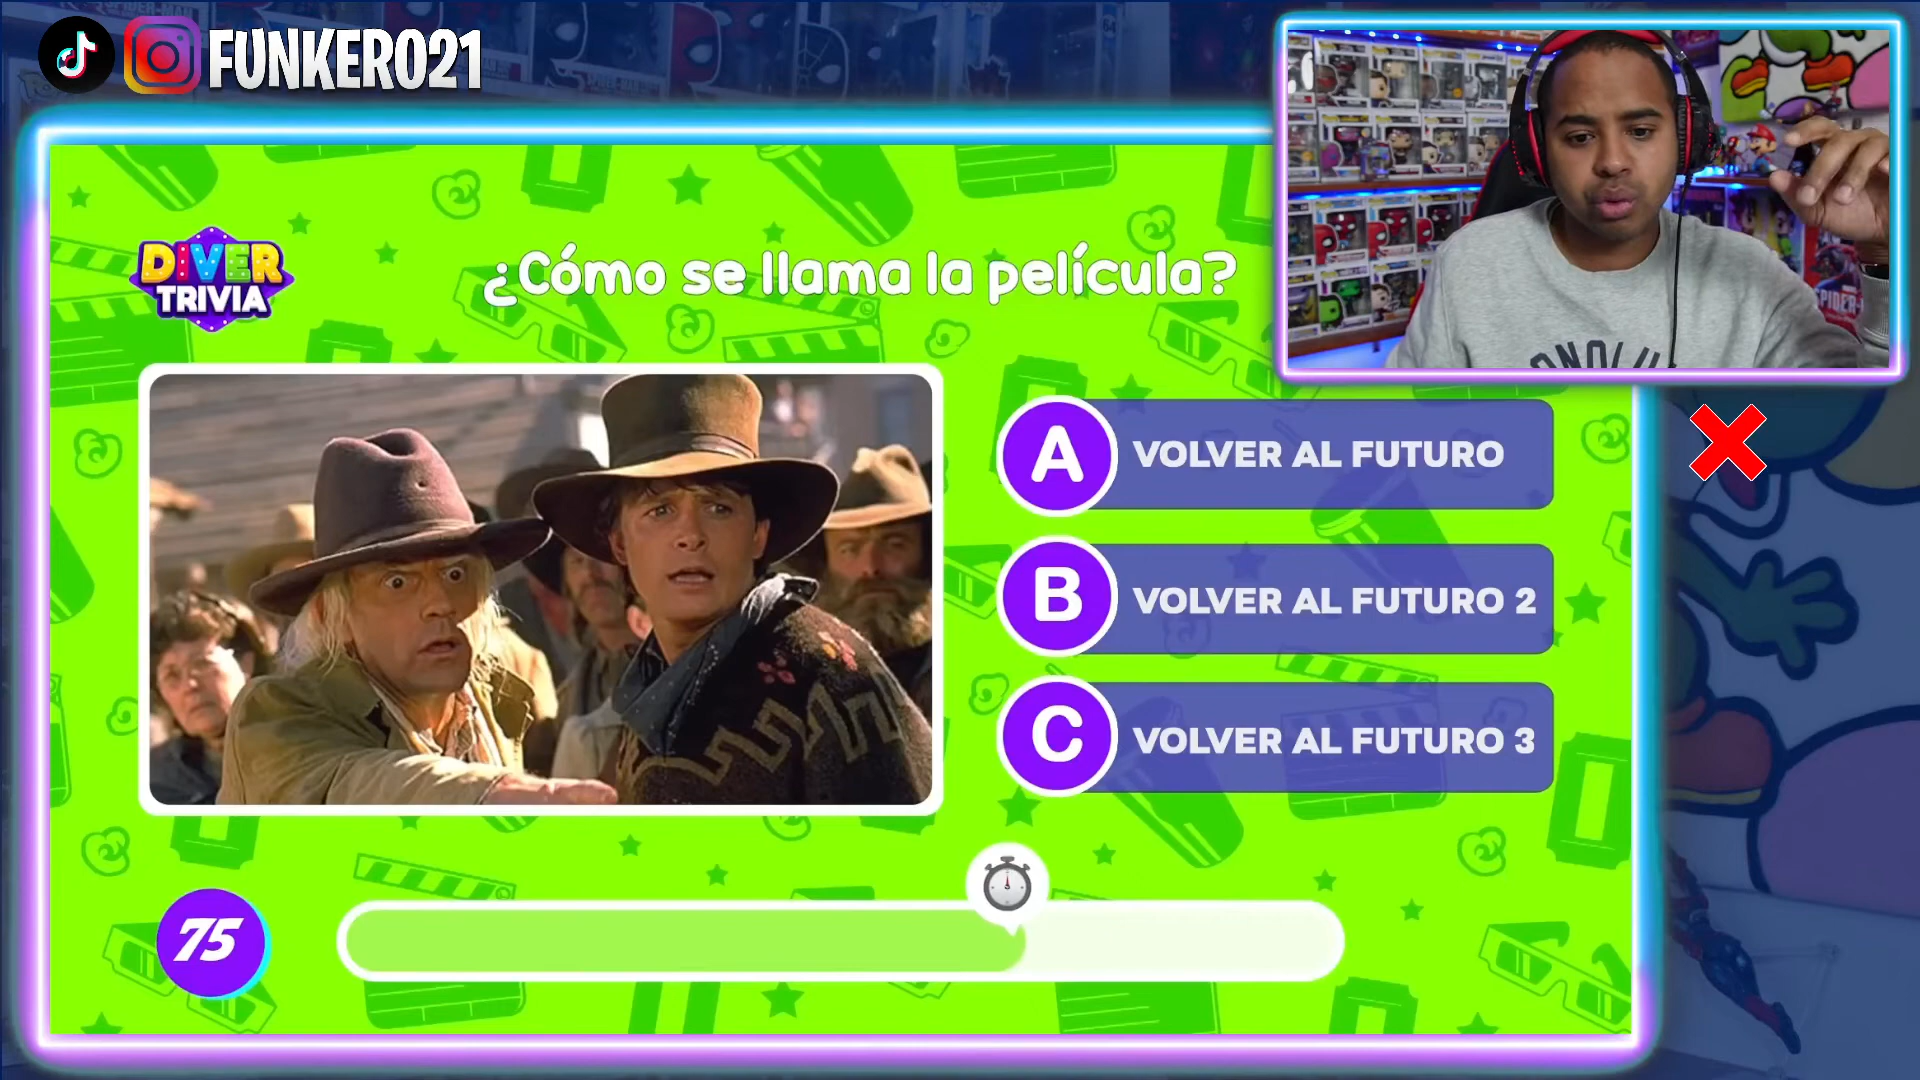 FUNKER021
DIVER
TRIVIA
¿Cómo se llama la película?
A
VOLVER AL FUTURO
B
VOLVER AL FUTURO 2
C
VOLVER AL FUTURO 3
75